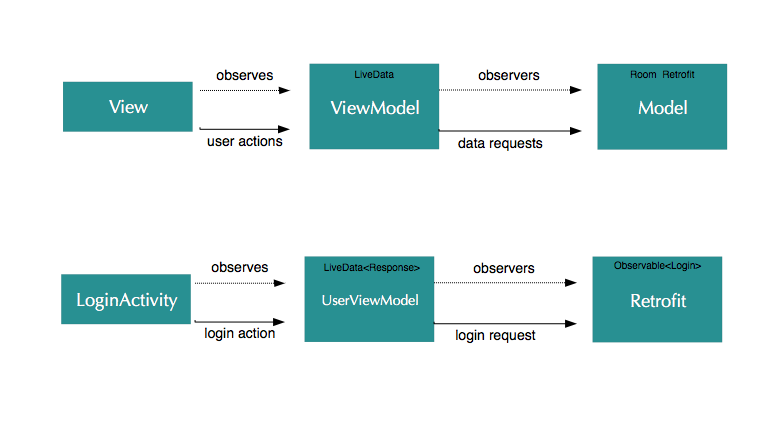 observes
LiveData
observers
Room Retrofit
View
ViewModel
Model
user actions
data requests
observes
LiveData<Response>
observers
Observable<Login>
LoginActivity
UserViewModel
Retrofit
login action
login request